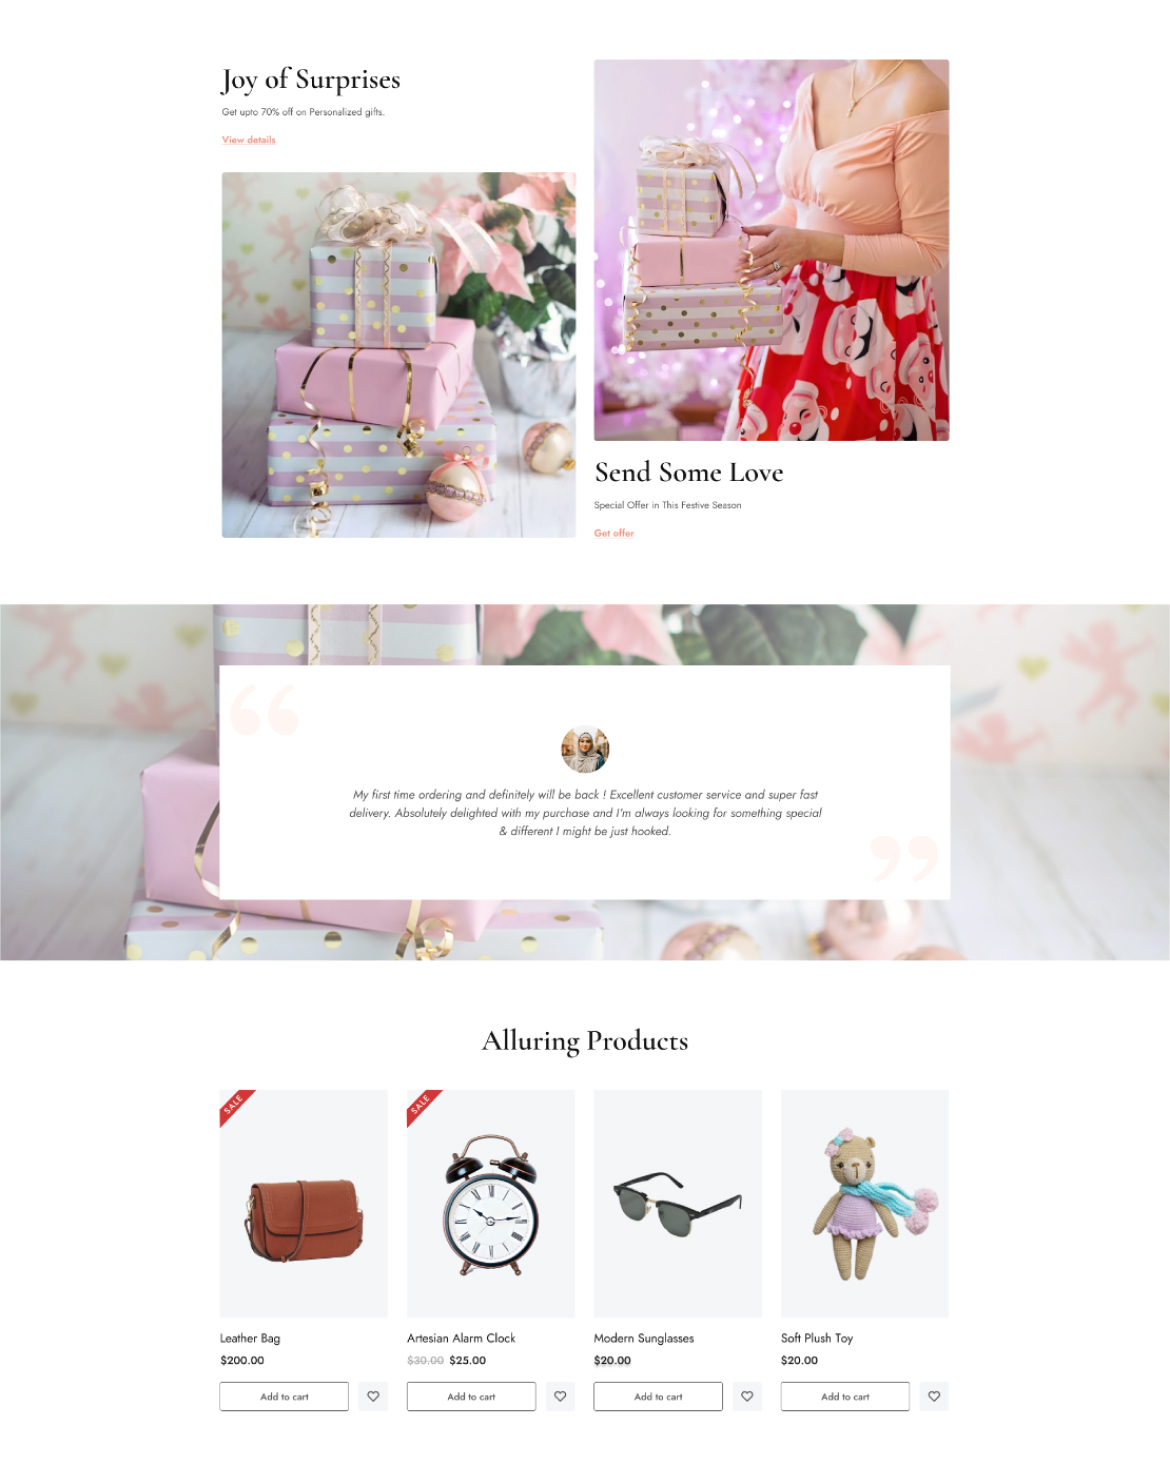 Joy of Surprises
Get upto 70% off on Personalized gifts.
View details
Send Some Love
Special Offer in This Festive Season
Get offer
“
My first time ordering and definitely will be back ! Excellent customer service and super fast
delivery. Absolutely delighted with my purchase and I'm always looking for something special
& different I might be just hooked.
”
Alluring Products
SALE
SALE
Leather Bag
Artesian Alarm Clock
Modern Sunglasses
Soft Plush Toy
$200.00
$30.00 $25.00
$20.00
$20.00
Add to cart
Add to cart
Add to cart
Add to cart